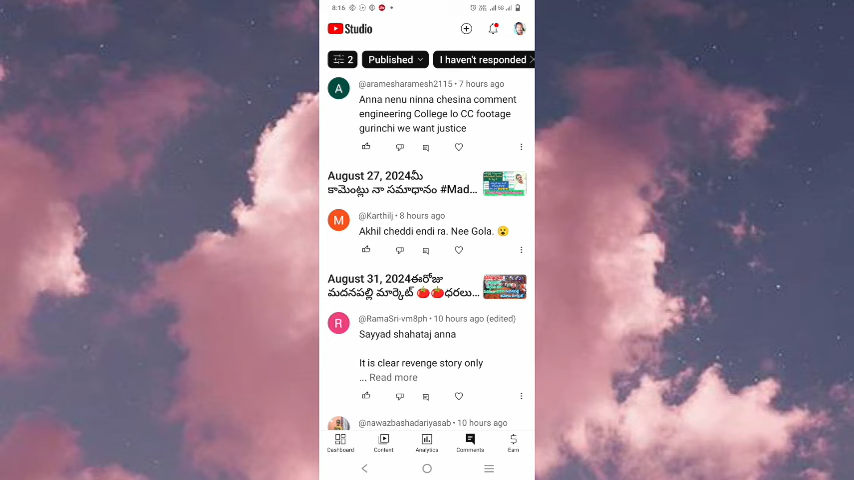 8:16
Studio
2
Published
I haven't responded
A
@aramesharamesh2115 • 7 hours ago
Anna nenu ninna chesina comment
engineering College lo CC footage
gurinchi we want justice
August 27, 2024మీ
కామెంట్లు నా సమాధానం #Mad...
M
@Karthilj • 8 hours ago
Akhil cheddi endi ra. Nee Gola. 😮
August 31, 2024ఈరోజు
మదనపల్లి మార్కెట్ 🍅🍅ధరలు...
R
@RamaSri-vm8ph • 10 hours ago (edited)
Sayyad shahataj anna
It is clear revenge story only
... Read more
@nawazbashadariyasab • 10 hours ago
Dashboard
Content
Analytics
Comments
Earn